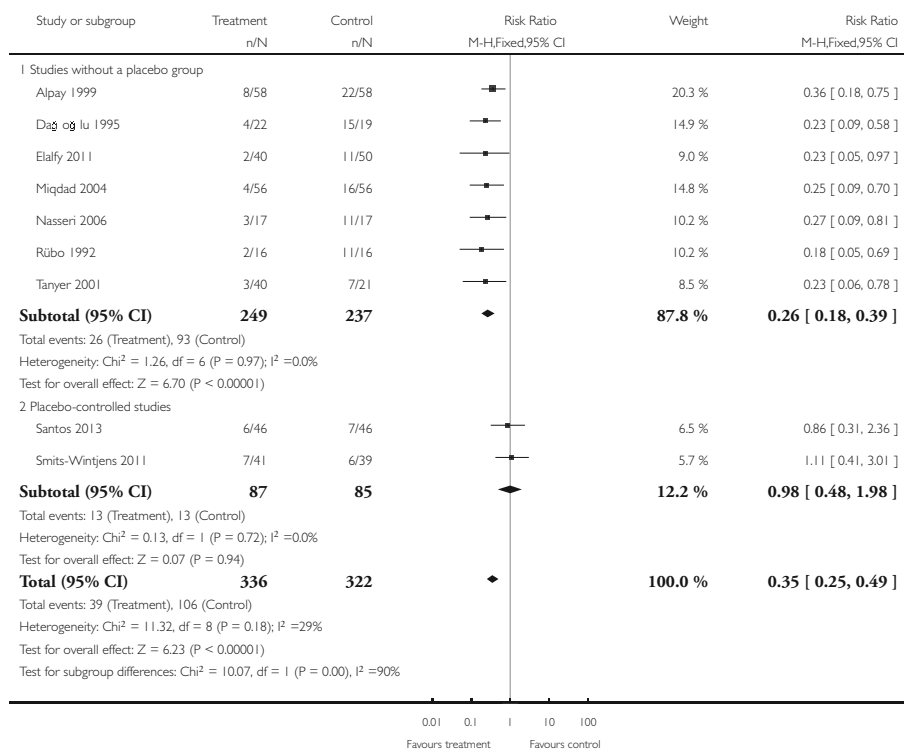 Study or subgroup Treatment Control Risk Ratio Weight Risk Ratio
n/N n/N M-H,Fixed,95% CI M-H,Fixed,95% CI
1 Studies without a placebo group
Alpay 1999 8/58 22/58 20.3 % 0.36 [ 0.18, 0.75 ]
Dağ oğ lu 1995 4/22 15/19 14.9 % 0.23 [ 0.09, 0.58 ]
Elalfy 2011 2/40 11/50 9.0 % 0.23 [ 0.05, 0.97 ]
Miqdad 2004 4/56 16/56 14.8 % 0.25 [ 0.09, 0.70 ]
Nasseri 2006 3/17 11/17 10.2 % 0.27 [ 0.09, 0.81 ]
Rübo 1992 2/16 11/16 10.2 % 0.18 [ 0.05, 0.69 ]
Tanyer 2001 3/40 7/21 8.5 % 0.23 [ 0.06, 0.78 ]
Subtotal (95% CI) 249 237 87.8 % 0.26 [ 0.18, 0.39 ]
Total events: 26 (Treatment), 93 (Control)
Heterogeneity: Chi² = 1.26, df = 6 (P = 0.97); I² =0.0%
Test for overall effect: Z = 6.70 (P < 0.00001)
2 Placebo-controlled studies
Santos 2013 6/46 7/46 6.5 % 0.86 [ 0.31, 2.36 ]
Smits-Wintjens 2011 7/41 6/39 5.7 % 1.11 [ 0.41, 3.01 ]
Subtotal (95% CI) 87 85 12.2 % 0.98 [ 0.48, 1.98 ]
Total events: 13 (Treatment), 13 (Control)
Heterogeneity: Chi² = 0.13, df = 1 (P = 0.72); I² =0.0%
Test for overall effect: Z = 0.07 (P = 0.94)
Total (95% CI) 336 322 100.0 % 0.35 [ 0.25, 0.49 ]
Total events: 39 (Treatment), 106 (Control)
Heterogeneity: Chi² = 11.32, df = 8 (P = 0.18); I² =29%
Test for overall effect: Z = 6.23 (P < 0.00001)
Test for subgroup differences: Chi² = 10.07, df = 1 (P = 0.00), I² =90%
0.01 0.1 1 10 100
Favours treatment Favours control